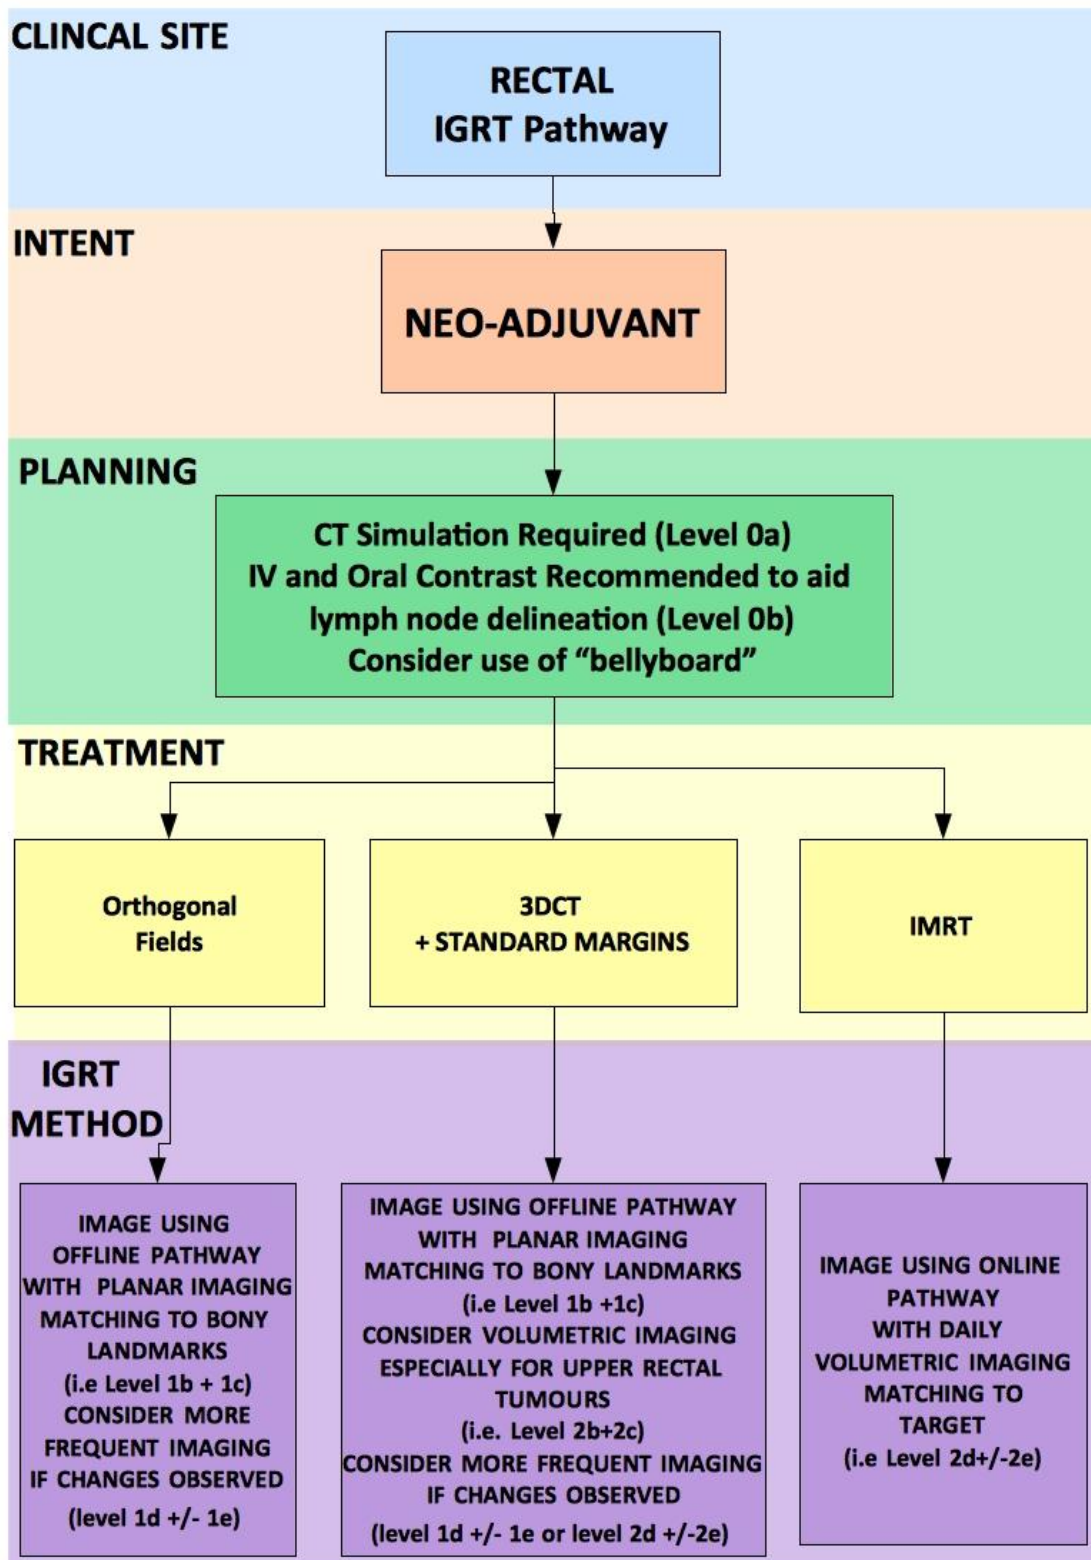 CLINCAL SITE
RECTAL
IGRT Pathway
INTENT
NEO-ADJUVANT
PLANNING
CT Simulation Required (Level 0a)
IV and Oral Contrast Recommended to aid
lymph node delineation (Level 0b)
Consider use of “bellyboard”
TREATMENT
Orthogonal
Fields
3DCT
+ STANDARD MARGINS
IMRT
IGRT
METHOD
IMAGE USING
OFFLINE PATHWAY
WITH PLANAR IMAGING
MATCHING TO BONY
LANDMARKS
(i.e Level 1b + 1c)
CONSIDER MORE
FREQUENT IMAGING
IF CHANGES OBSERVED
(level 1d +/- 1e)
IMAGE USING OFFLINE PATHWAY
WITH PLANAR IMAGING
MATCHING TO BONY LANDMARKS
(i.e Level 1b +1c)
CONSIDER VOLUMETRIC IMAGING
ESPECIALLY FOR UPPER RECTAL
TUMOURS
(i.e. Level 2b+2c)
CONSIDER MORE FREQUENT IMAGING
IF CHANGES OBSERVED
(level 1d +/- 1e or level 2d +/-2e)
IMAGE USING ONLINE
PATHWAY
WITH DAILY
VOLUMETRIC IMAGING
MATCHING TO
TARGET
(i.e Level 2d+/-2e)